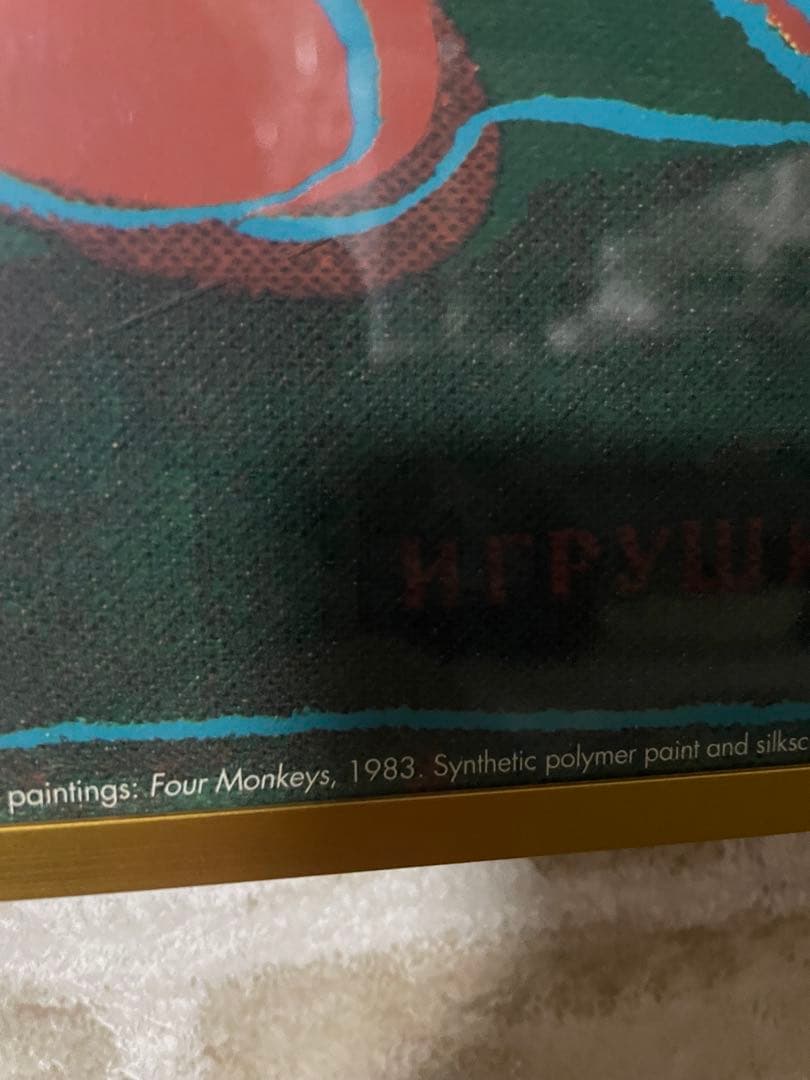 ИГРУШ
paintings: Four Monkeys, 1983. Synthetic polymer paint and silksc